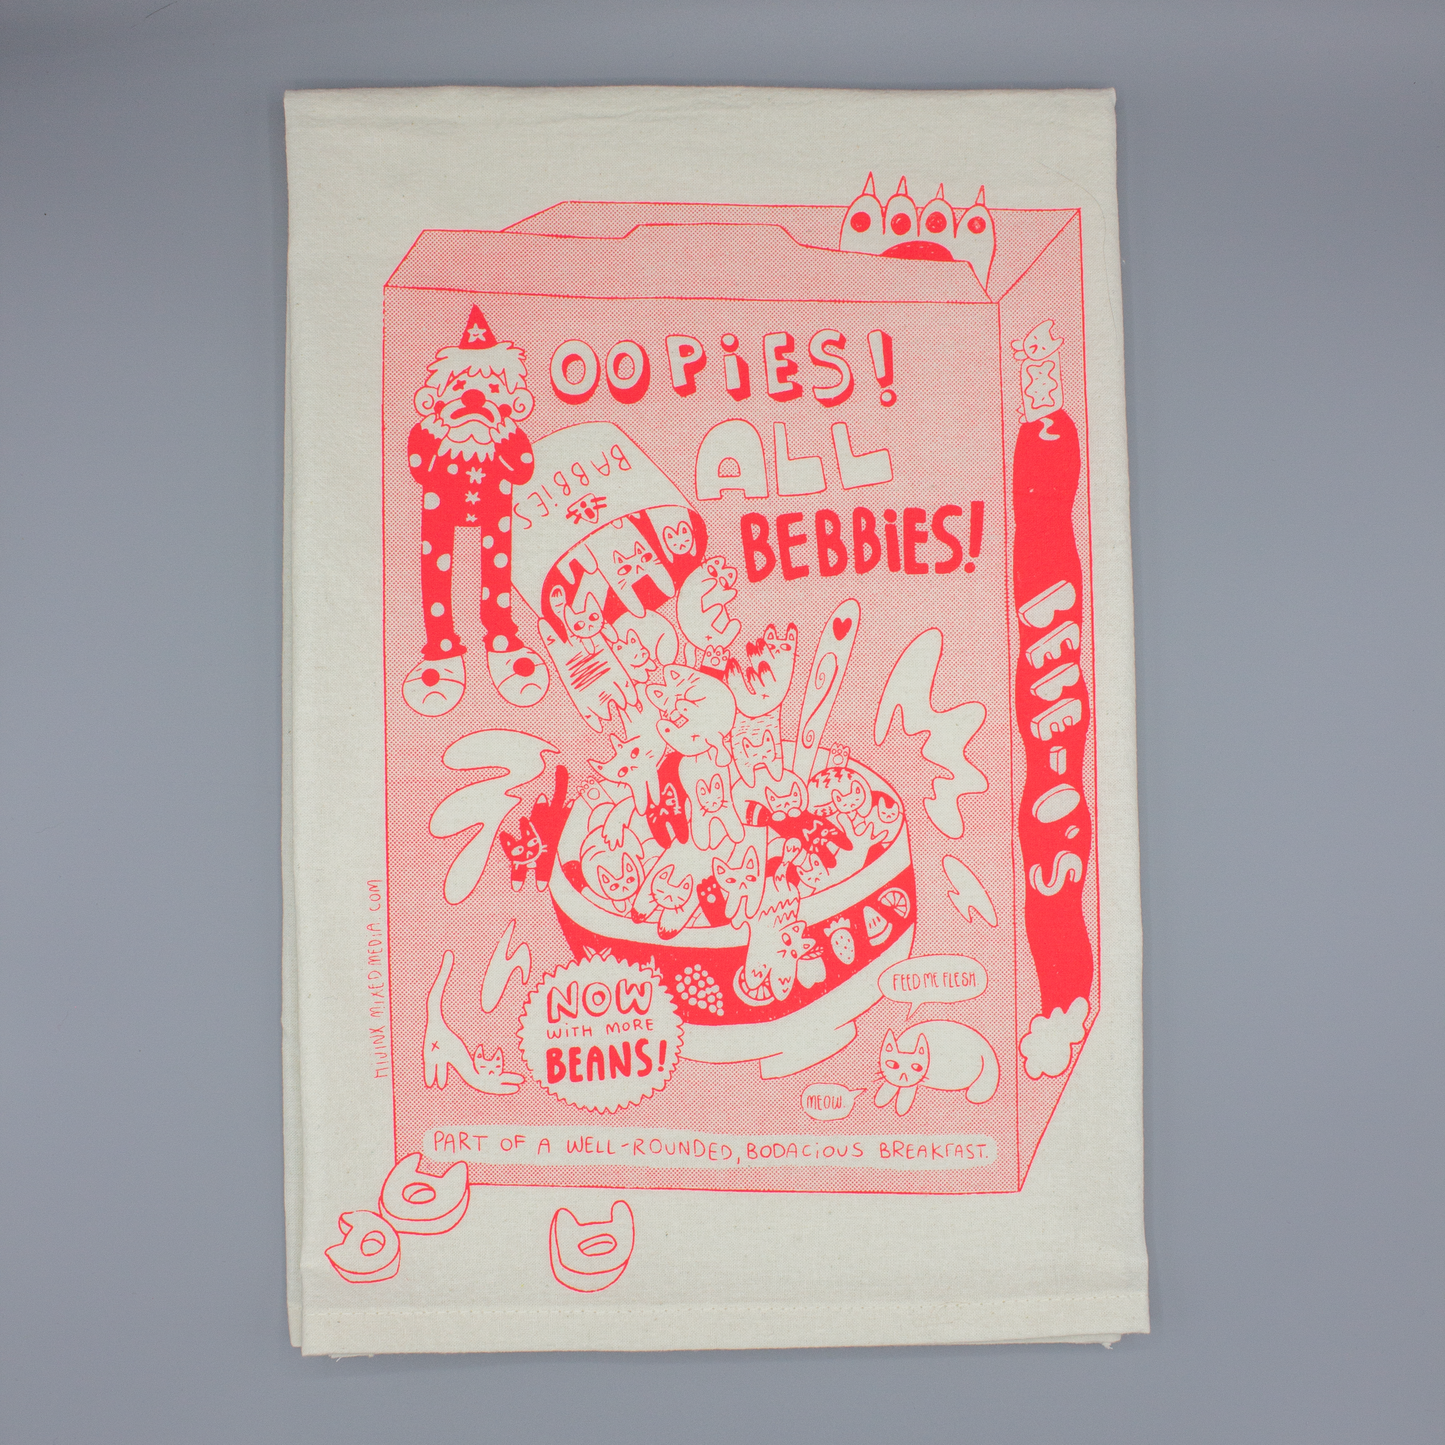 OOPiES!
ALL
BEBBiES!
BABBiES
BEBE-O'S
NOW
WiTH MORE
BEANS!
FEED ME FLESH
MEOW.
PART OF A WELL-ROUNDED, BODACiOUS BREAKFAST.
MIJINX MIXED MEDIA.COM